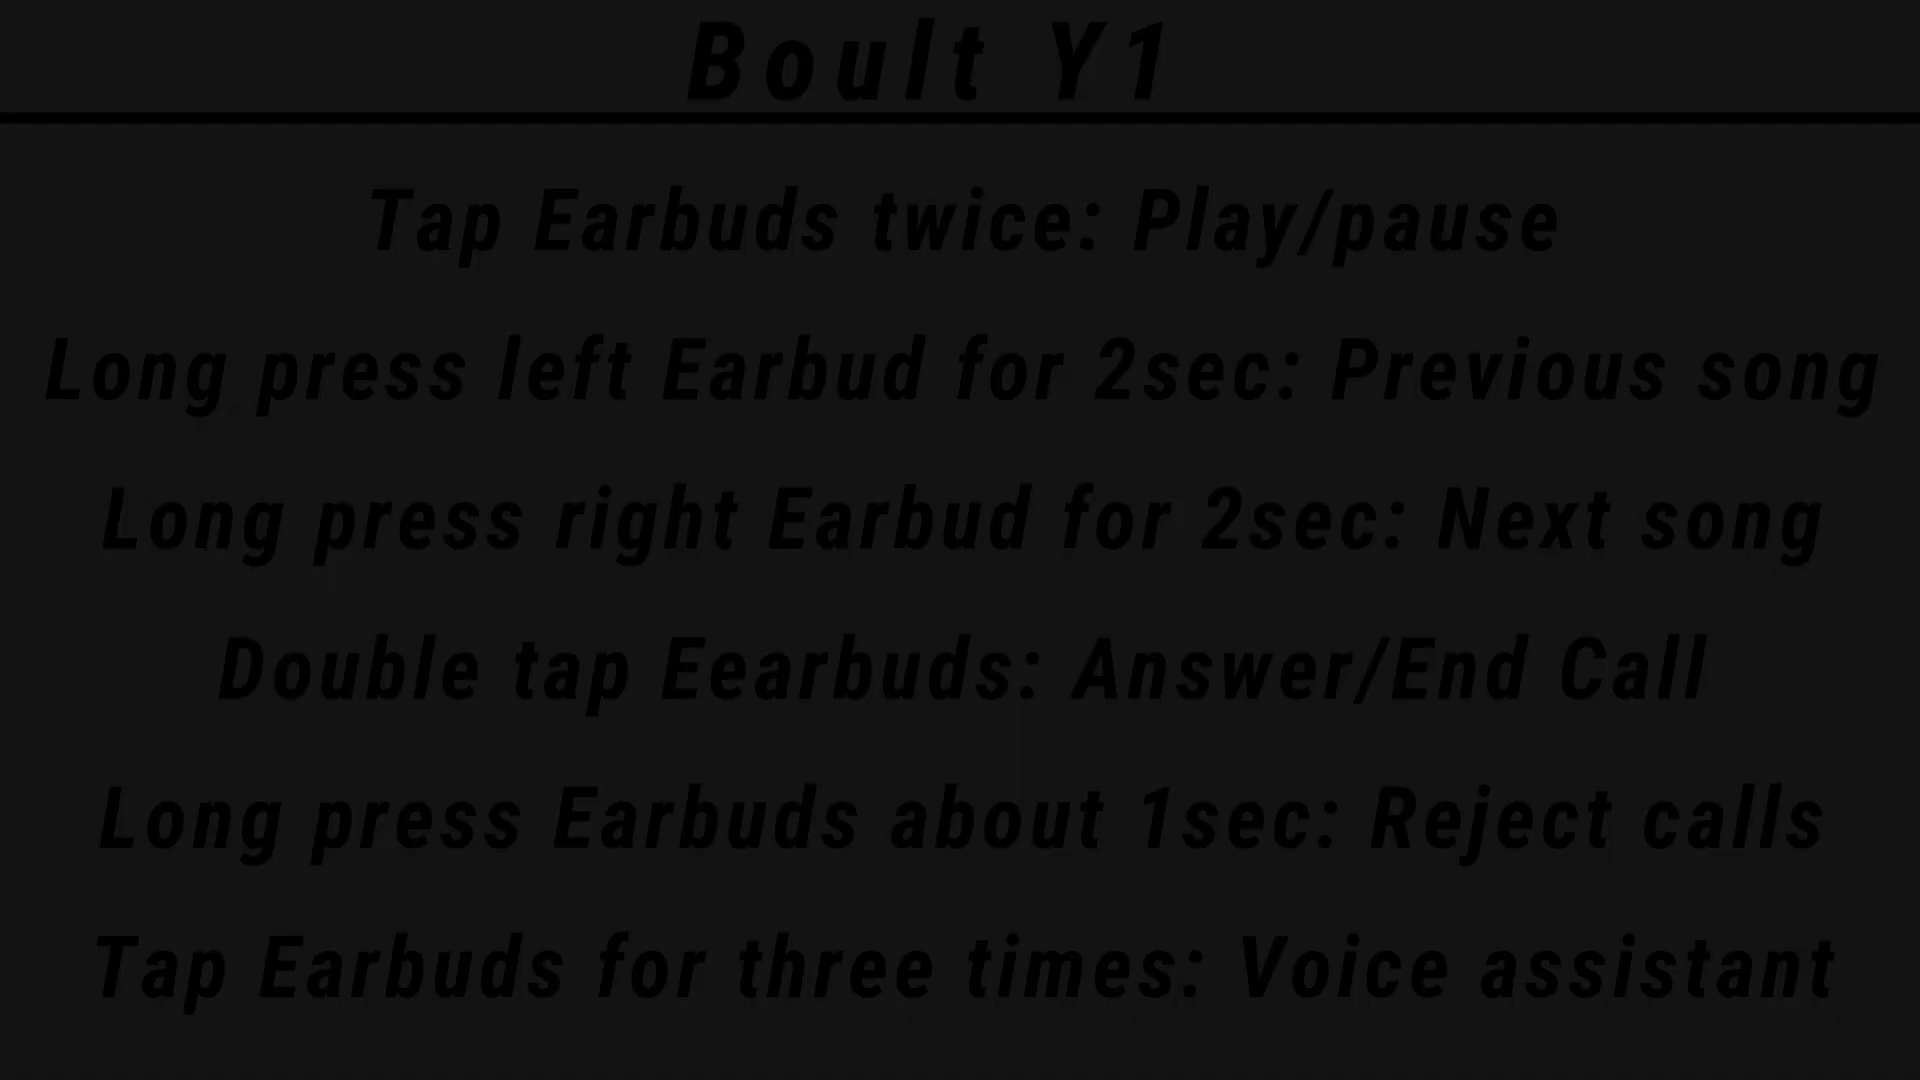 Boult Y1
Tap Earbuds twice: Play/pause
Long press left Earbud for 2sec: Previous song
Long press right Earbud for 2sec: Next song
Double tap Eearbuds: Answer/End Call
Long press Earbuds about 1sec: Reject calls
Tap Earbuds for three times: Voice assistant